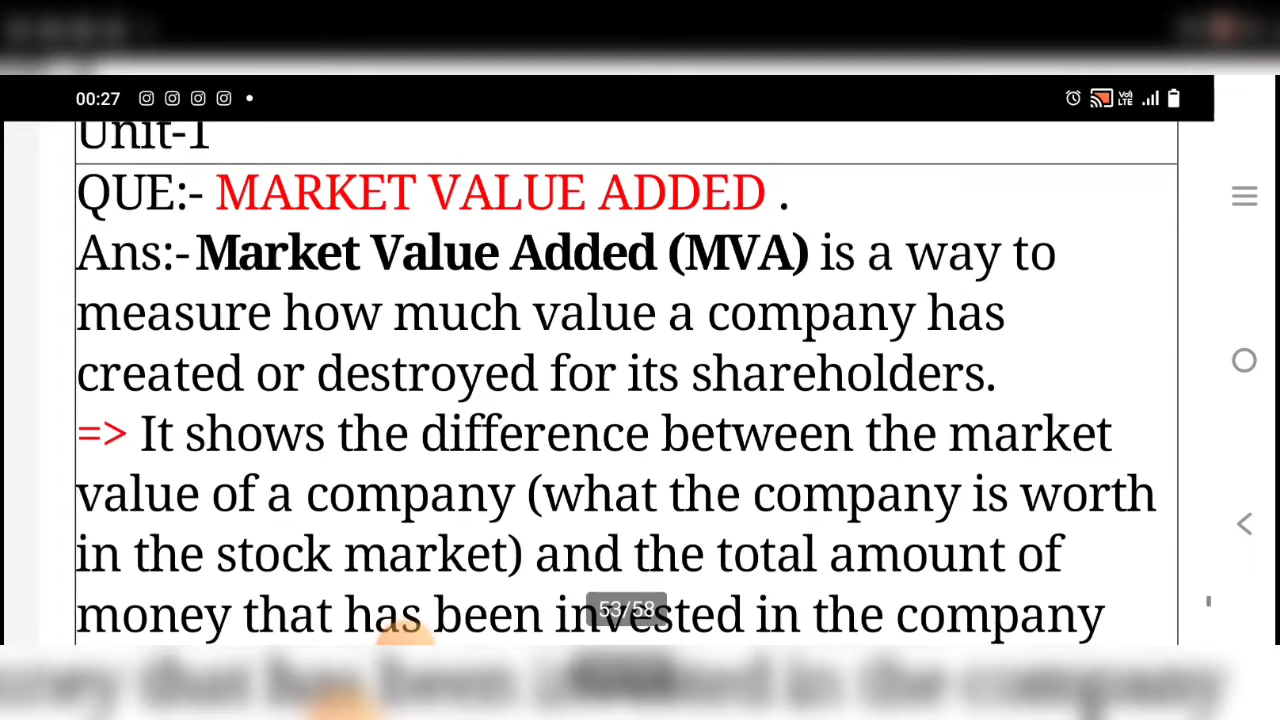 00:27
Unit-1
QUE:- MARKET VALUE ADDED .
Ans:- Market Value Added (MVA) is a way to
measure how much value a company has
created or destroyed for its shareholders.
=> It shows the difference between the market
value of a company (what the company is worth
in the stock market) and the total amount of
money that has been invested in the company
53/58